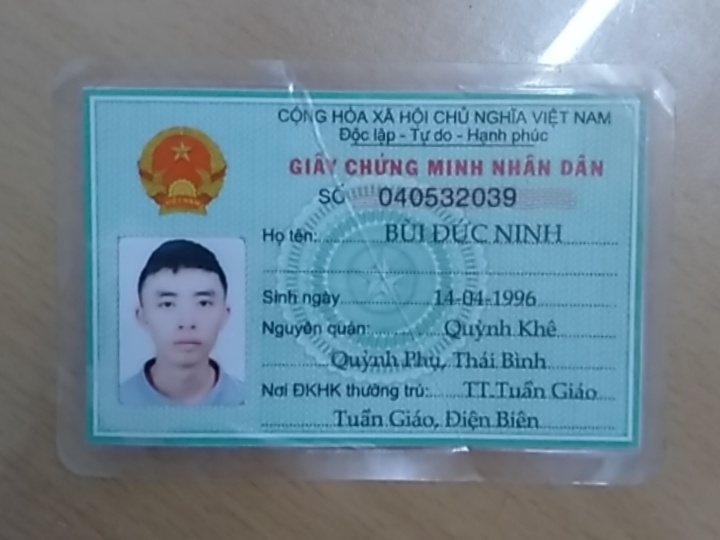 CỘNG HÒA XÃ HỘI CHỦ NGHĨA VIỆT NAM
Độc lập - Tự do - Hạnh phúc
GIẤY CHỨNG MINH NHÂN DÂN
SỐ 040532039
Họ tên: BÙI ĐỨC NINH
Sinh ngày 14-04-1996
Nguyên quán: Quỳnh Khê
Quỳnh Phụ, Thái Bình
Nơi ĐKHK thường trú: TT.Tuần Giáo
Tuần Giáo, Điện Biên